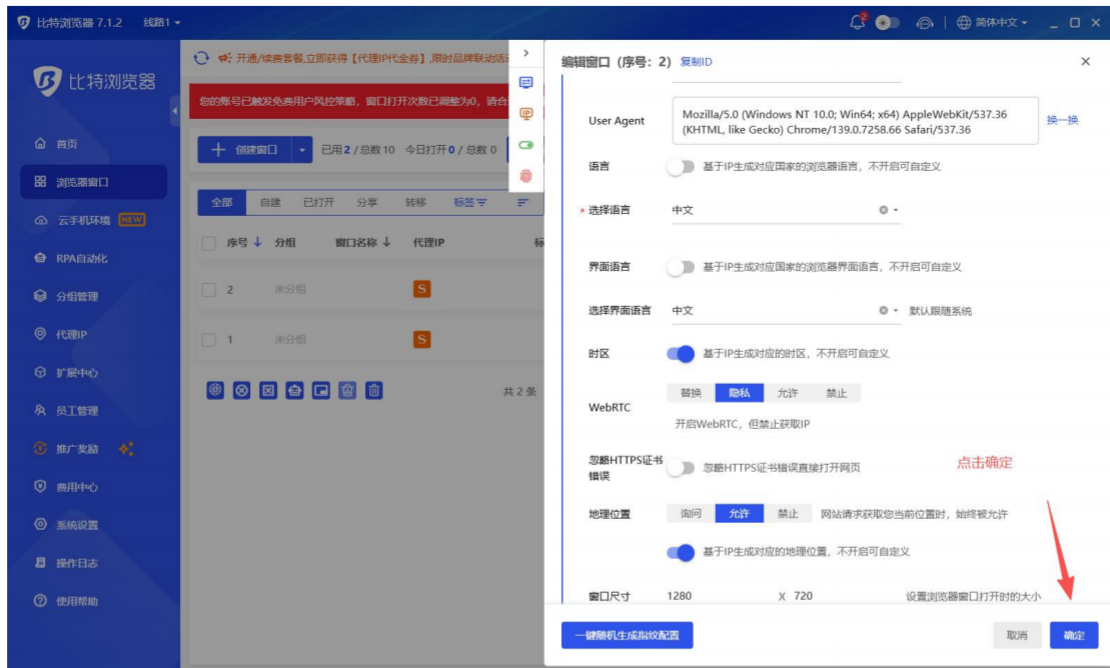 比特浏览器 7.1.2 线路1
2
简体中文
比特浏览器
首页
浏览器窗口
云手机环境 NEW
RPA自动化
分组管理
代理IP
扩展中心
员工管理
推广奖励
费用中心
系统设置
操作日志
使用帮助
开通/续费套餐,立即获得【代理IP代金券】,限时品牌联动活
您的账号已触发免费用户风控策略，窗口打开次数已调整为0，请合
创建窗口 已用2/总数10 今日打开0/总数 0
全部 自建 已打开 分享 转移 标签
序号 分组 窗口名称 代理IP 标
2 未分组 S
1 未分组 S
共 2 条
IP
编辑窗口（序号：2） 复制ID
User Agent
Mozilla/5.0 (Windows NT 10.0; Win64; x64) AppleWebKit/537.36
(KHTML, like Gecko) Chrome/139.0.7258.66 Safari/537.36
换一换
语言 基于IP生成对应国家的浏览器语言，不开启可自定义
* 选择语言 中文
界面语言 基于IP生成对应国家的浏览器界面语言，不开启可自定义
选择界面语言 中文 默认跟随系统
时区 基于IP生成对应的时区，不开启可自定义
WebRTC 替换 隐私 允许 禁止
开启WebRTC，但禁止获取IP
忽略HTTPS证书
错误
忽略HTTPS证书错误直接打开网页
点击确定
地理位置 询问 允许 禁止 网站请求获取您当前位置时，始终被允许
基于IP生成对应的地理位置，不开启可自定义
窗口尺寸 1280 X 720 设置浏览器窗口打开时的大小
一键随机生成指纹配置 取消 确定